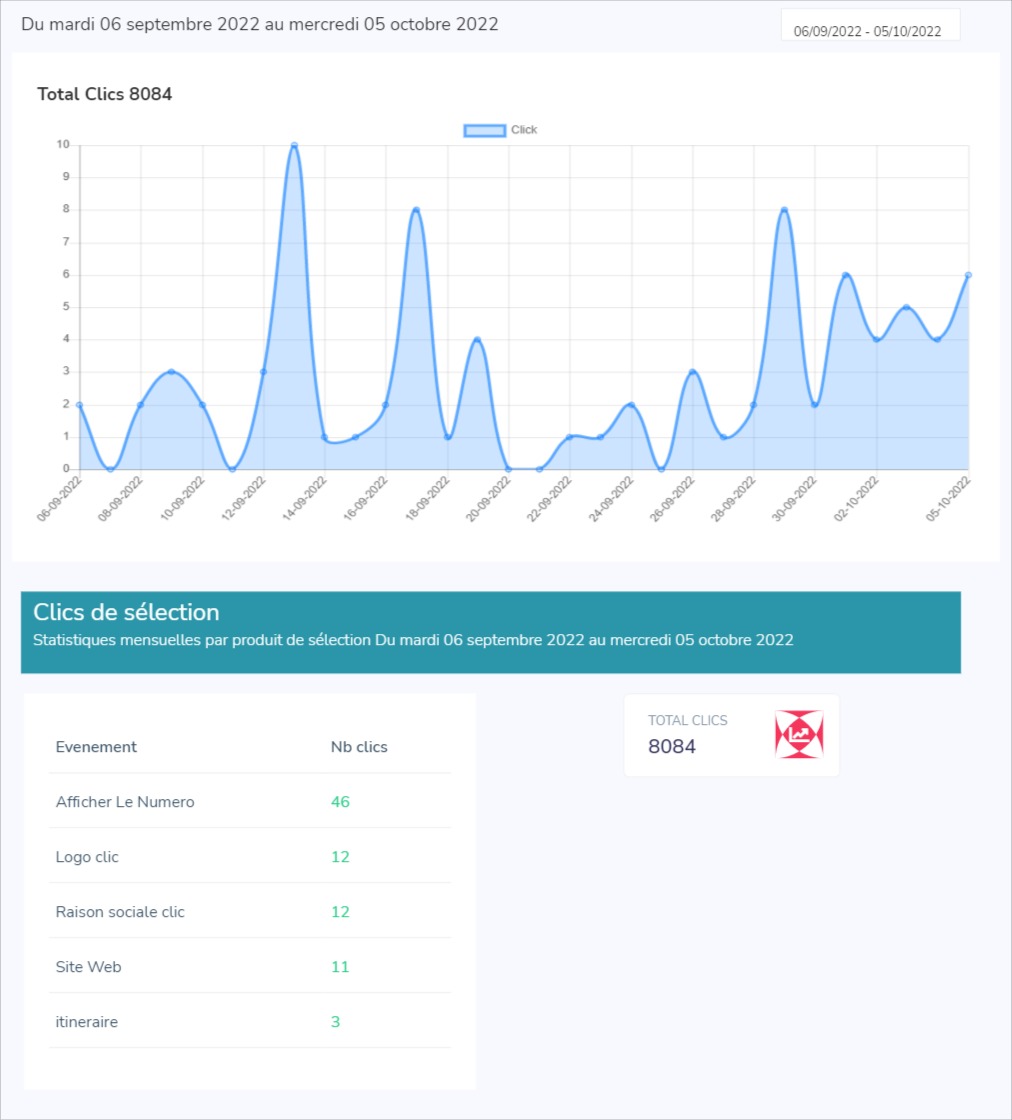 Du mardi 06 septembre 2022 au mercredi 05 octobre 2022
06/09/2022 - 05/10/2022
Total Clics 8084
Click
10
9
8
7
6
5
4
3
2
1
0
06-09-2022
08-09-2022
10-09-2022
12-09-2022
14-09-2022
16-09-2022
18-09-2022
20-09-2022
22-09-2022
24-09-2022
26-09-2022
28-09-2022
30-09-2022
02-10-2022
05-10-2022
Clics de sélection
Statistiques mensuelles par produit de sélection Du mardi 06 septembre 2022 au mercredi 05 octobre 2022
TOTAL CLICS
8084
Evenement Nb clics
Afficher Le Numero 46
Logo clic 12
Raison sociale clic 12
Site Web 11
itineraire 3